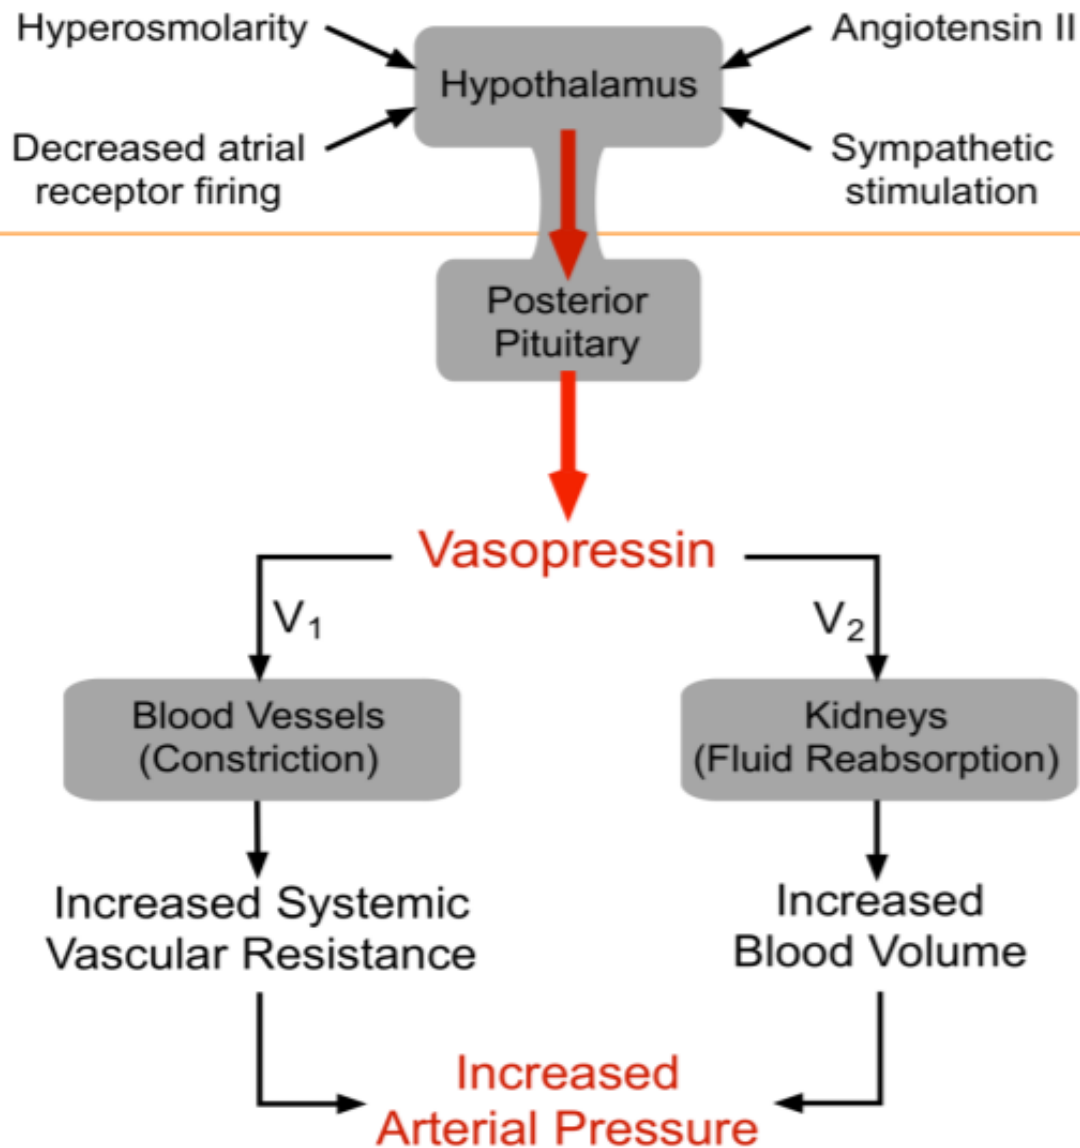 Hyperosmolarity
Hypothalamus
Angiotensin II
Decreased atrial
receptor firing
Sympathetic
stimulation
Posterior
Pituitary
Vasopressin
V₁
V₂
Blood Vessels
(Constriction)
Kidneys
(Fluid Reabsorption)
Increased Systemic
Vascular Resistance
Increased
Blood Volume
Increased
Arterial Pressure